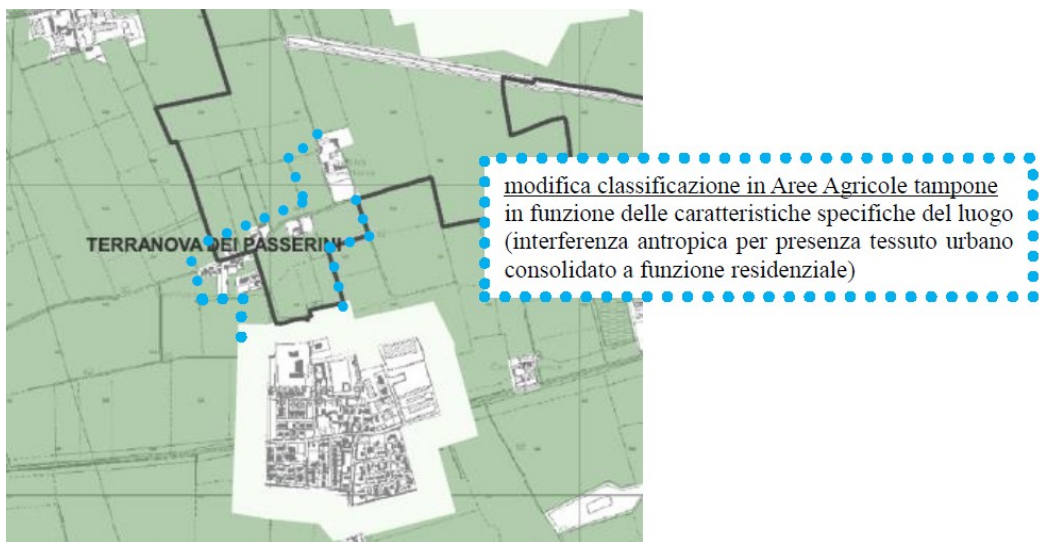 TERRANOVA DEI PASSERINI
modifica classificazione in Aree Agricole tampone
in funzione delle caratteristiche specifiche del luogo
(interferenza antropica per presenza tessuto urbano
consolidato a funzione residenziale)